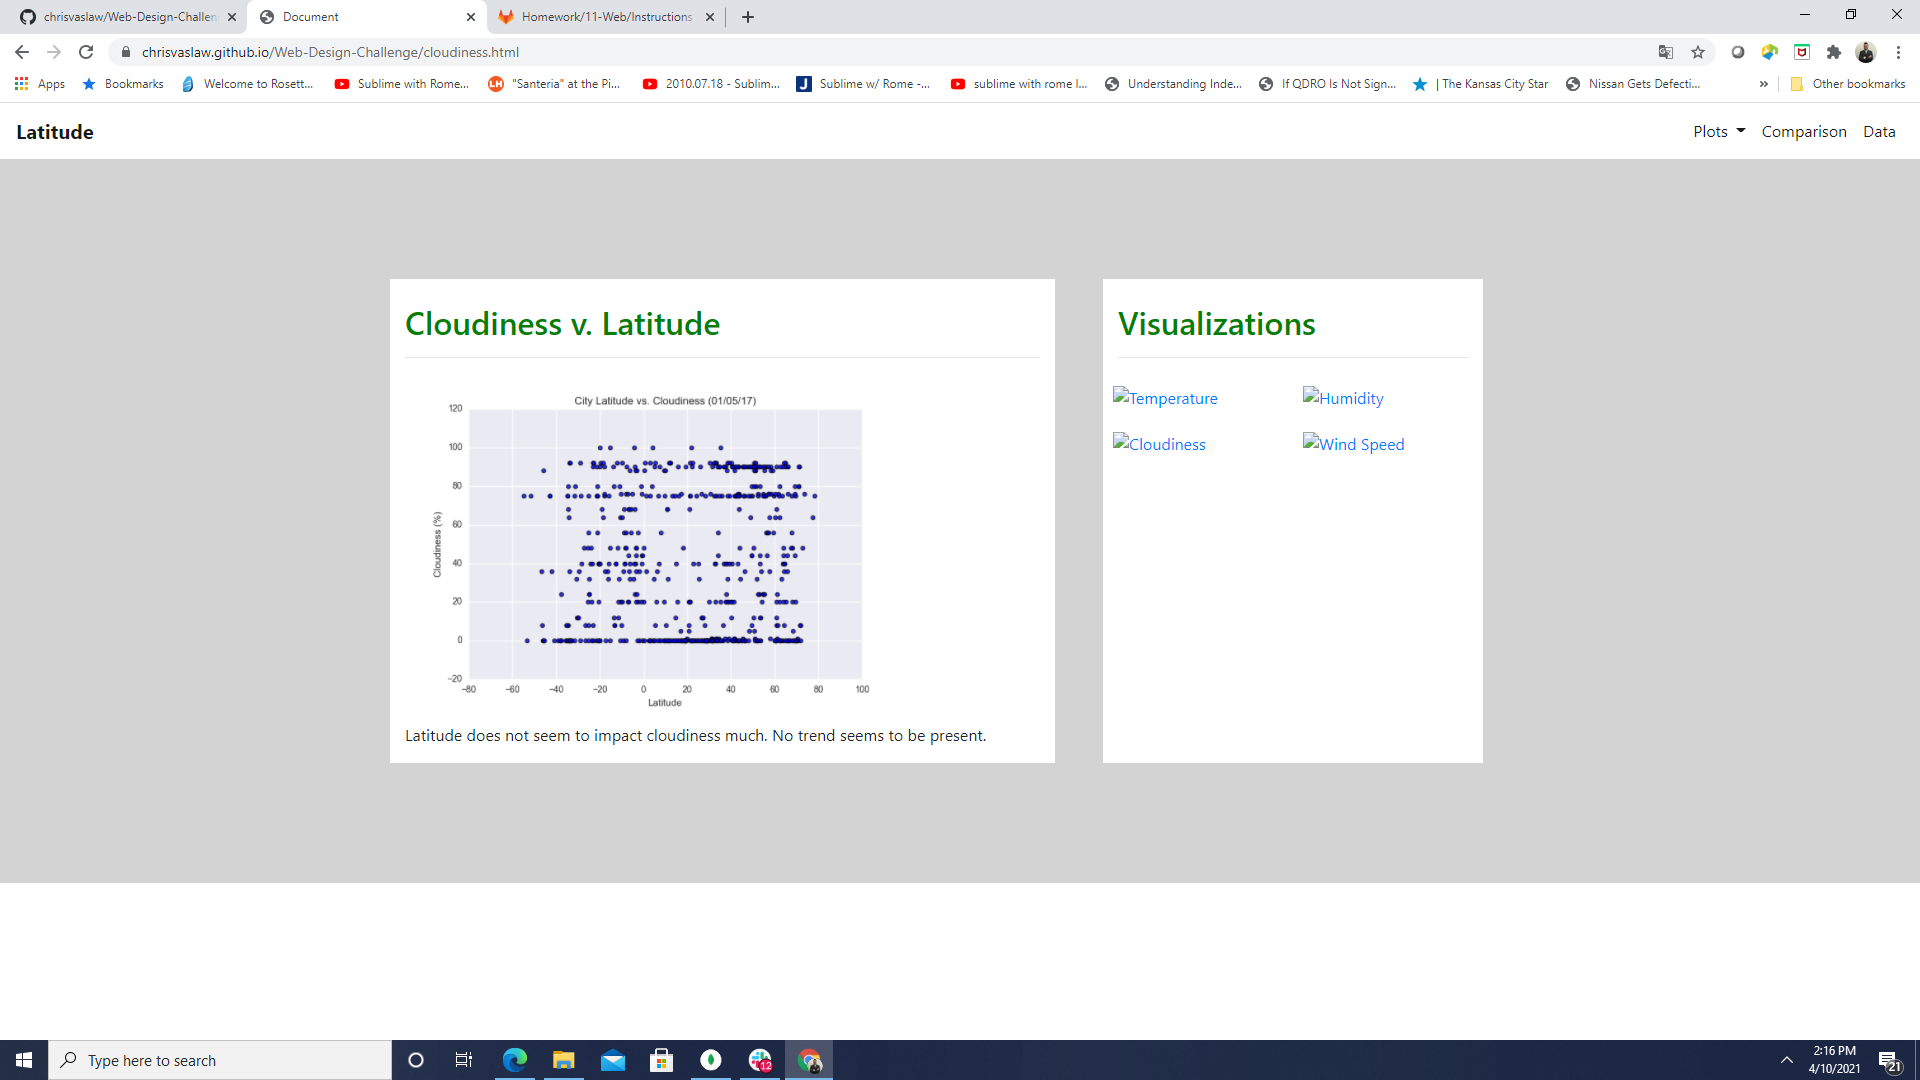 chrisvaslaw/Web-Design-Challen
Document
Homework/11-Web/Instructions
chrisvaslaw.github.io/Web-Design-Challenge/cloudiness.html
Apps
Bookmarks
Welcome to Rosett...
Sublime with Rome...
"Santeria" at the Pi...
2010.07.18 - Sublim...
Sublime w/ Rome -...
sublime with rome l...
Understanding Inde...
If QDRO Is Not Sign...
| The Kansas City Star
Nissan Gets Defecti...
»
Other bookmarks
Latitude
Plots
Comparison
Data
Cloudiness v. Latitude
City Latitude vs. Cloudiness (01/05/17)
120
100
80
60
40
20
0
−20
Cloudiness (%)
−80 −60 −40 −20 0 20 40 60 80 100
Latitude
Latitude does not seem to impact cloudiness much. No trend seems to be present.
Visualizations
Temperature
Humidity
Cloudiness
Wind Speed
Type here to search
12
2:16 PM
4/10/2021
21